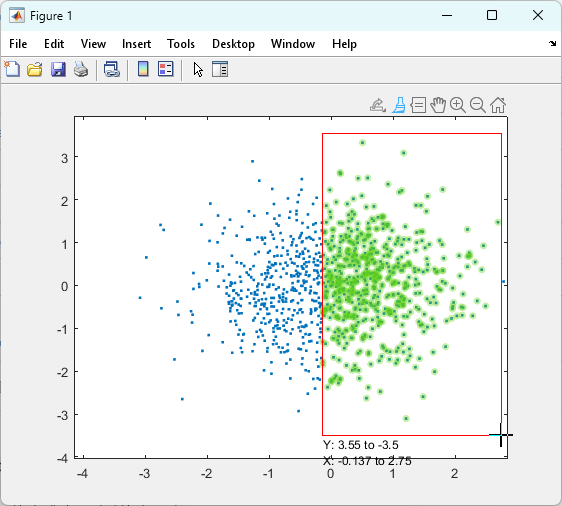 Figure 1
File Edit View Insert Tools Desktop Window Help
3
2
1
0
-1
-2
-3
-4
Y: 3.55 to -3.5
X: -0.137 to 2.75
-4 -3 -2 -1 0 1 2